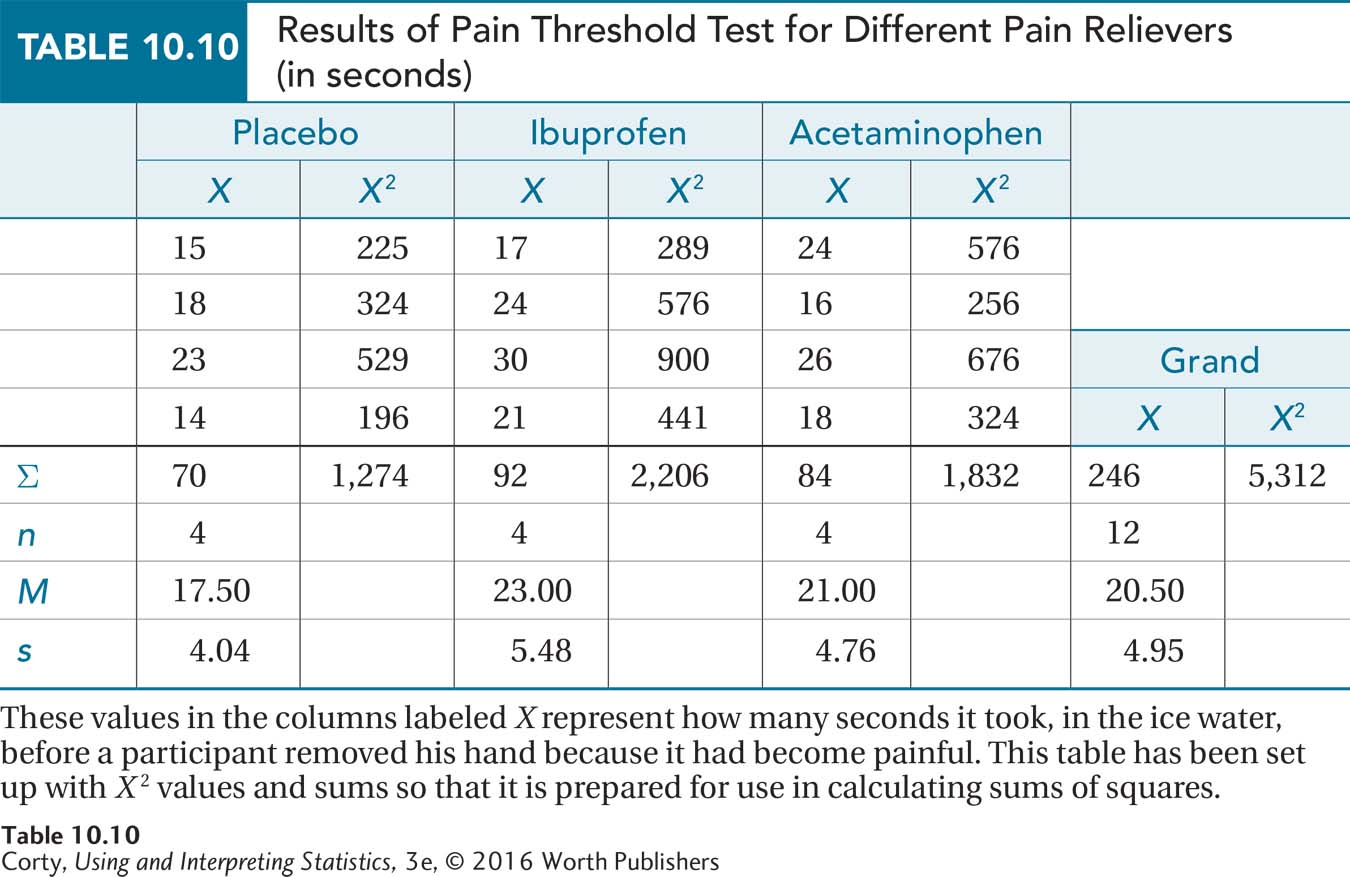 TABLE 10.10
Results of Pain Threshold Test for Different Pain Relievers
(in seconds)
Placebo Ibuprofen Acetaminophen
X X² X X² X X²
15 225 17 289 24 576
18 324 24 576 16 256
23 529 30 900 26 676 Grand
14 196 21 441 18 324 X X²
Σ 70 1,274 92 2,206 84 1,832 246 5,312
n 4 4 4 12
M 17.50 23.00 21.00 20.50
s 4.04 5.48 4.76 4.95
These values in the columns labeled X represent how many seconds it took, in the ice water,
before a participant removed his hand because it had become painful. This table has been set
up with X² values and sums so that it is prepared for use in calculating sums of squares.
Table 10.10
Corty, Using and Interpreting Statistics, 3e, © 2016 Worth Publishers